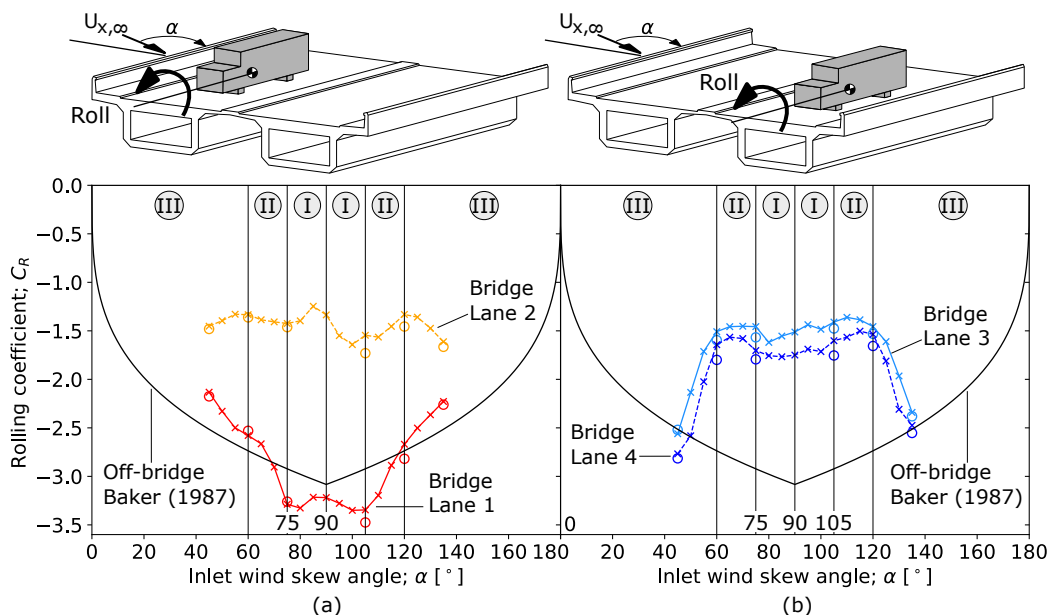 Uₓ,∞ α
Roll
Uₓ,∞ α
Roll
Rolling coefficient; C_R
0.0
−0.5
−1.0
−1.5
−2.0
−2.5
−3.0
−3.5
III II I I II III
Bridge
Lane 2
Off-bridge
Baker (1987)
Bridge
Lane 1
75 90
0 20 40 60 80 100 120 140 160 180
Inlet wind skew angle; α [°]
(a)
III II I I II III
Bridge
Lane 3
Bridge
Lane 4
Off-bridge
Baker (1987)
0 75 90 105
20 40 60 80 100 120 140 160 180
Inlet wind skew angle; α [°]
(b)